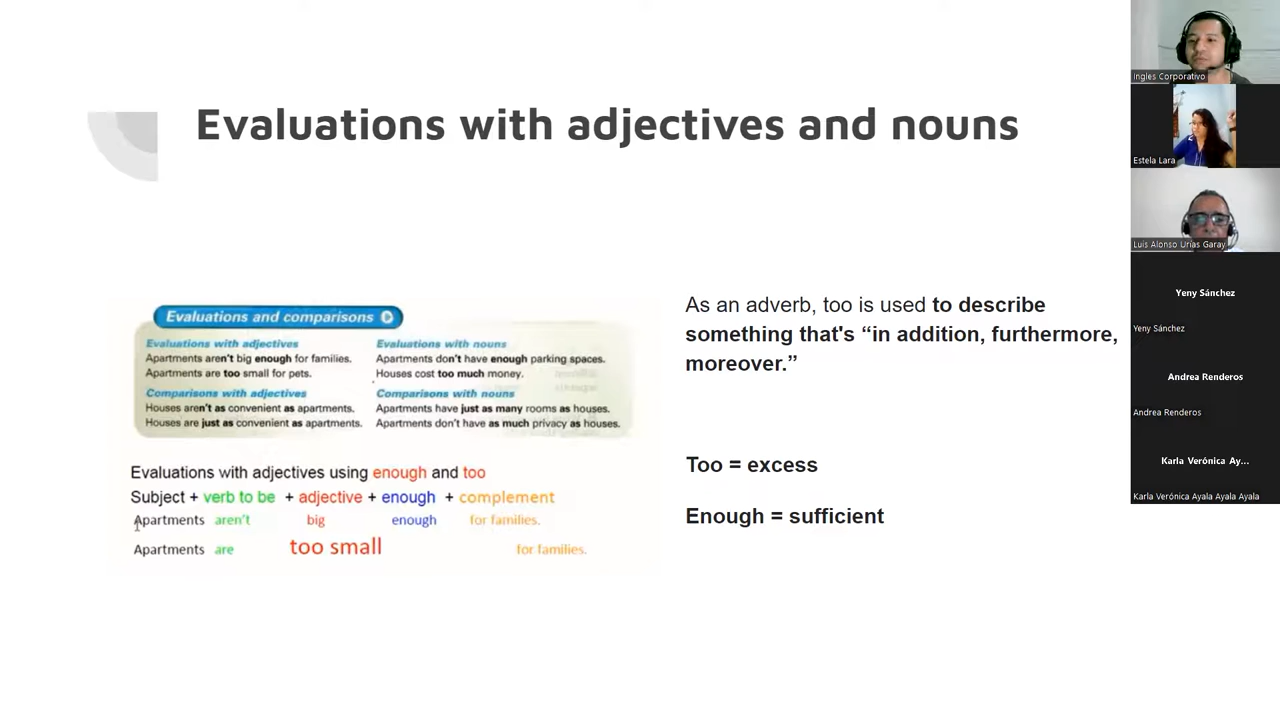 Evaluations with adjectives and nouns
Evaluations and comparisons
Evaluations with adjectives
Apartments aren't big enough for families.
Apartments are too small for pets.
Evaluations with nouns
Apartments don't have enough parking spaces.
Houses cost too much money.
Comparisons with adjectives
Houses aren't as convenient as apartments.
Houses are just as convenient as apartments.
Comparisons with nouns
Apartments have just as many rooms as houses.
Apartments don't have as much privacy as houses.
Evaluations with adjectives using enough and too
Subject + verb to be + adjective + enough + complement
Apartments aren't big enough for families.
Apartments are too small for families.
As an adverb, too is used to describe
something that's “in addition, furthermore,
moreover.”
Too = excess
Enough = sufficient
Ingles Corporativo
Estela Lara
Luis Alonso Urías Garay
Yeny Sánchez
Yeny Sánchez
Andrea Renderos
Andrea Renderos
Karla Verónica Ay...
Karla Verónica Ayala Ayala Ayala